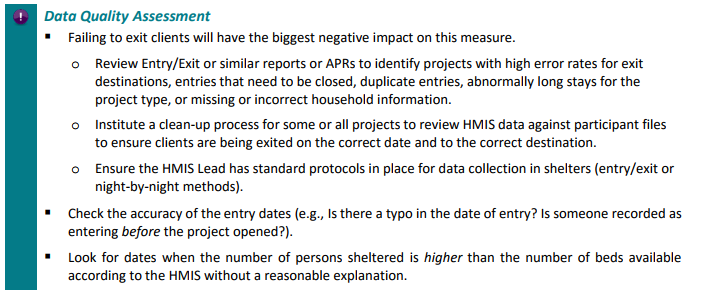 ! Data Quality Assessment
▪ Failing to exit clients will have the biggest negative impact on this measure.
o Review Entry/Exit or similar reports or APRs to identify projects with high error rates for exit
destinations, entries that need to be closed, duplicate entries, abnormally long stays for the
project type, or missing or incorrect household information.
o Institute a clean-up process for some or all projects to review HMIS data against participant files
to ensure clients are being exited on the correct date and to the correct destination.
o Ensure the HMIS Lead has standard protocols in place for data collection in shelters (entry/exit or
night-by-night methods).
▪ Check the accuracy of the entry dates (e.g., Is there a typo in the date of entry? Is someone recorded as
entering before the project opened?).
▪ Look for dates when the number of persons sheltered is higher than the number of beds available
according to the HMIS without a reasonable explanation.